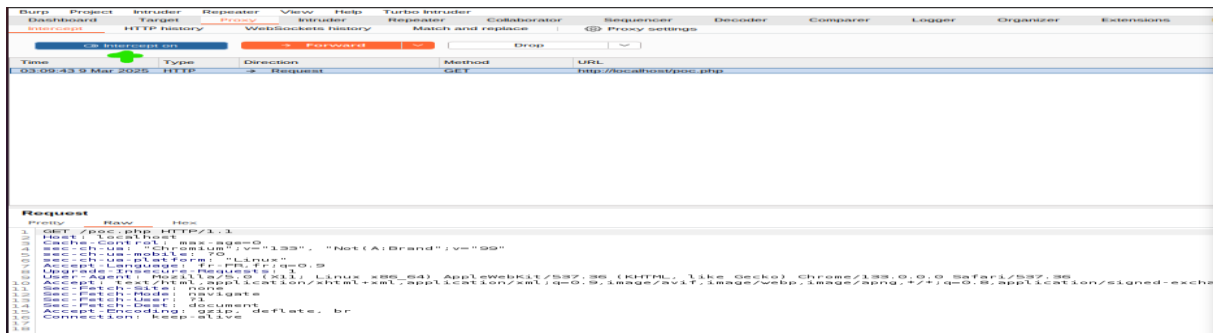 Burp Project Intruder Repeater View Help Turbo Intruder
Dashboard Target Proxy Intruder Repeater Collaborator Sequencer Decoder Comparer Logger Organizer Extensions
Intercept HTTP history WebSockets history Match and replace Proxy settings
Intercept on → Forward Drop
Time Type Direction Method URL
03:09:43 9 Mar 2025 HTTP → Request GET http://localhost/poc.php
Request
Pretty Raw Hex
1 GET /poc.php HTTP/1.1
2 Host: localhost
3 Cache-Control: max-age=0
4 sec-ch-ua: "Chromium";v="133", "Not(A:Brand";v="99"
5 sec-ch-ua-mobile: ?0
6 sec-ch-ua-platform: "Linux"
7 Accept-Language: fr-FR,fr;q=0.9
8 Upgrade-Insecure-Requests: 1
9 User-Agent: Mozilla/5.0 (X11; Linux x86_64) AppleWebKit/537.36 (KHTML, like Gecko) Chrome/133.0.0.0 Safari/537.36
10 Accept: text/html,application/xhtml+xml,application/xml;q=0.9,image/avif,image/webp,image/apng,*/*;q=0.8,application/signed-excha
11 Sec-Fetch-Site: none
12 Sec-Fetch-Mode: navigate
13 Sec-Fetch-User: ?1
14 Sec-Fetch-Dest: document
15 Accept-Encoding: gzip, deflate, br
16 Connection: keep-alive
17
18